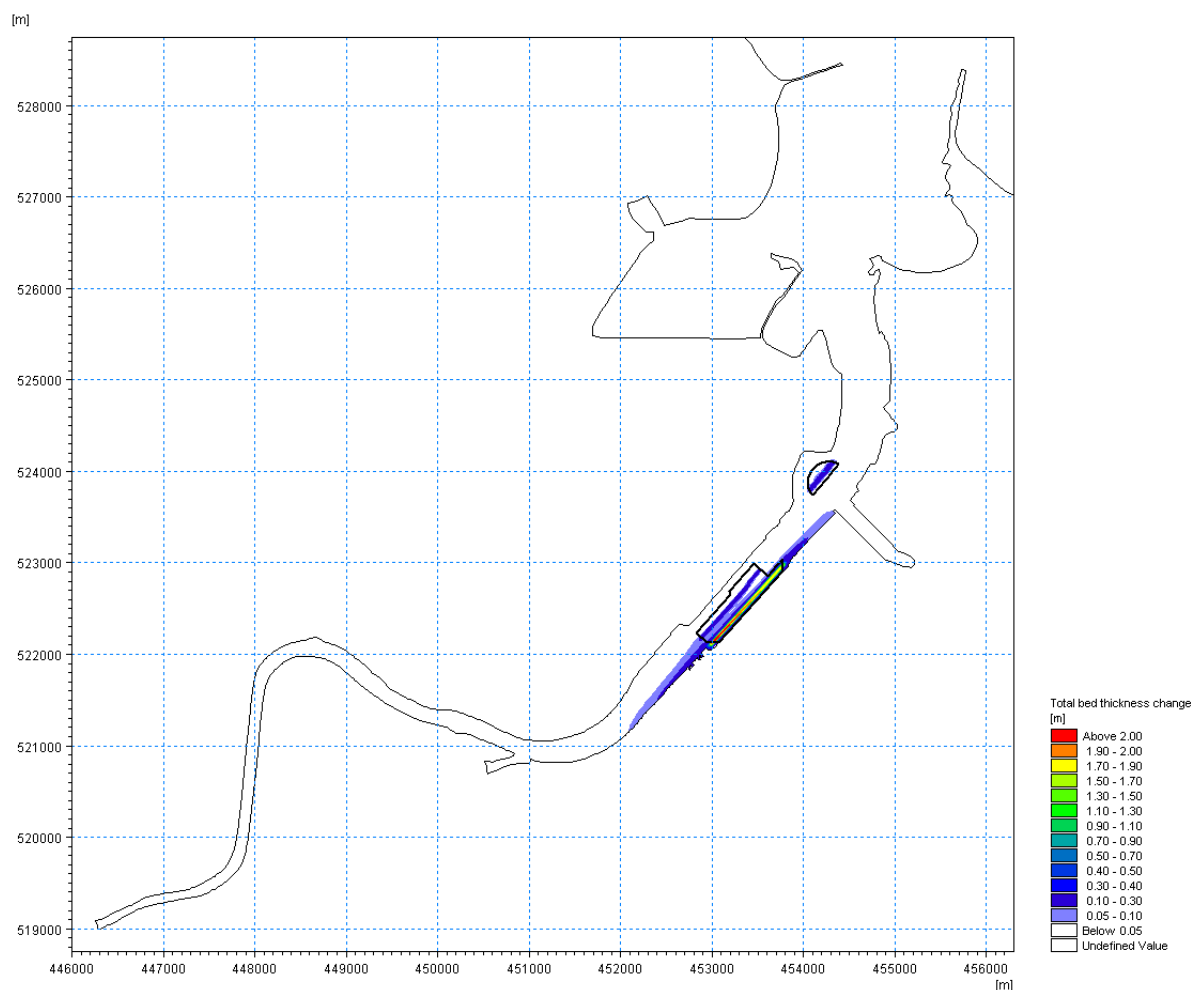 [m]
528000
527000
526000
525000
524000
523000
522000
521000
520000
519000
446000 447000 448000 449000 450000 451000 452000 453000 454000 455000 456000
[m]
Total bed thickness change
[m]
Above 2.00
1.90 - 2.00
1.70 - 1.90
1.50 - 1.70
1.30 - 1.50
1.10 - 1.30
0.90 - 1.10
0.70 - 0.90
0.50 - 0.70
0.40 - 0.50
0.30 - 0.40
0.10 - 0.30
0.05 - 0.10
Below 0.05
Undefined Value